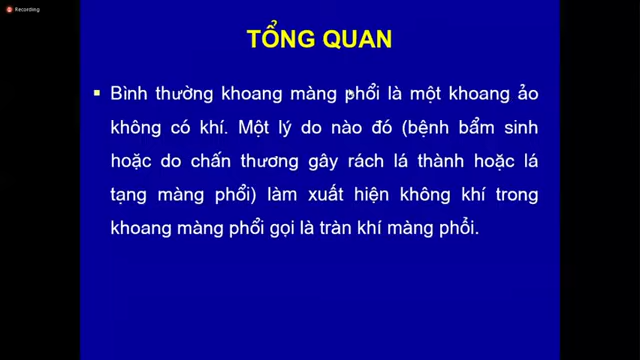 Recording
TỔNG QUAN
▪ Bình thường khoang màng phổi là một khoang ảo
không có khí. Một lý do nào đó (bệnh bẩm sinh
hoặc do chấn thương gây rách lá thành hoặc lá
tạng màng phổi) làm xuất hiện không khí trong
khoang màng phổi gọi là tràn khí màng phổi.